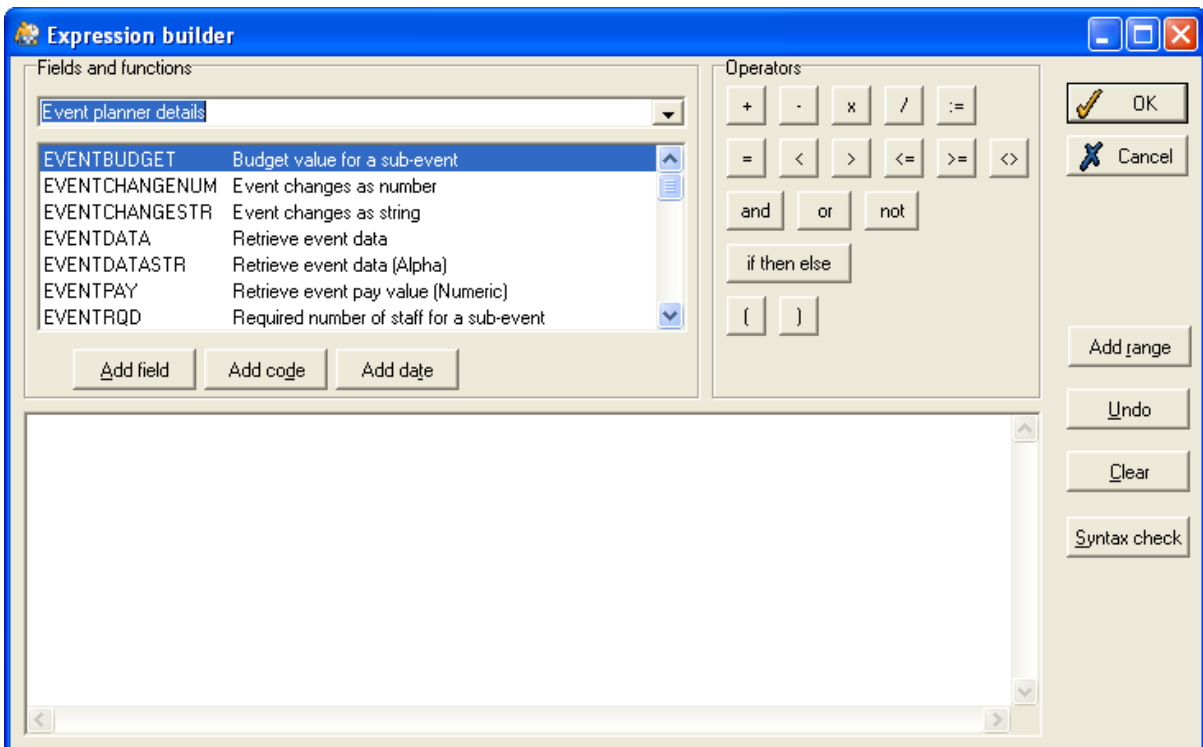 Expression builder
Fields and functions
Event planner details
EVENTBUDGET Budget value for a sub-event
EVENTCHANGENUM Event changes as number
EVENTCHANGESTR Event changes as string
EVENTDATA Retrieve event data
EVENTDATASTR Retrieve event data (Alpha)
EVENTPAY Retrieve event pay value (Numeric)
EVENTRQD Required number of staff for a sub-event
Add field Add code Add date
Operators
+ - x / :=
= < > <= >= <>
and or not
if then else
( )
OK
Cancel
Add range
Undo
Clear
Syntax check